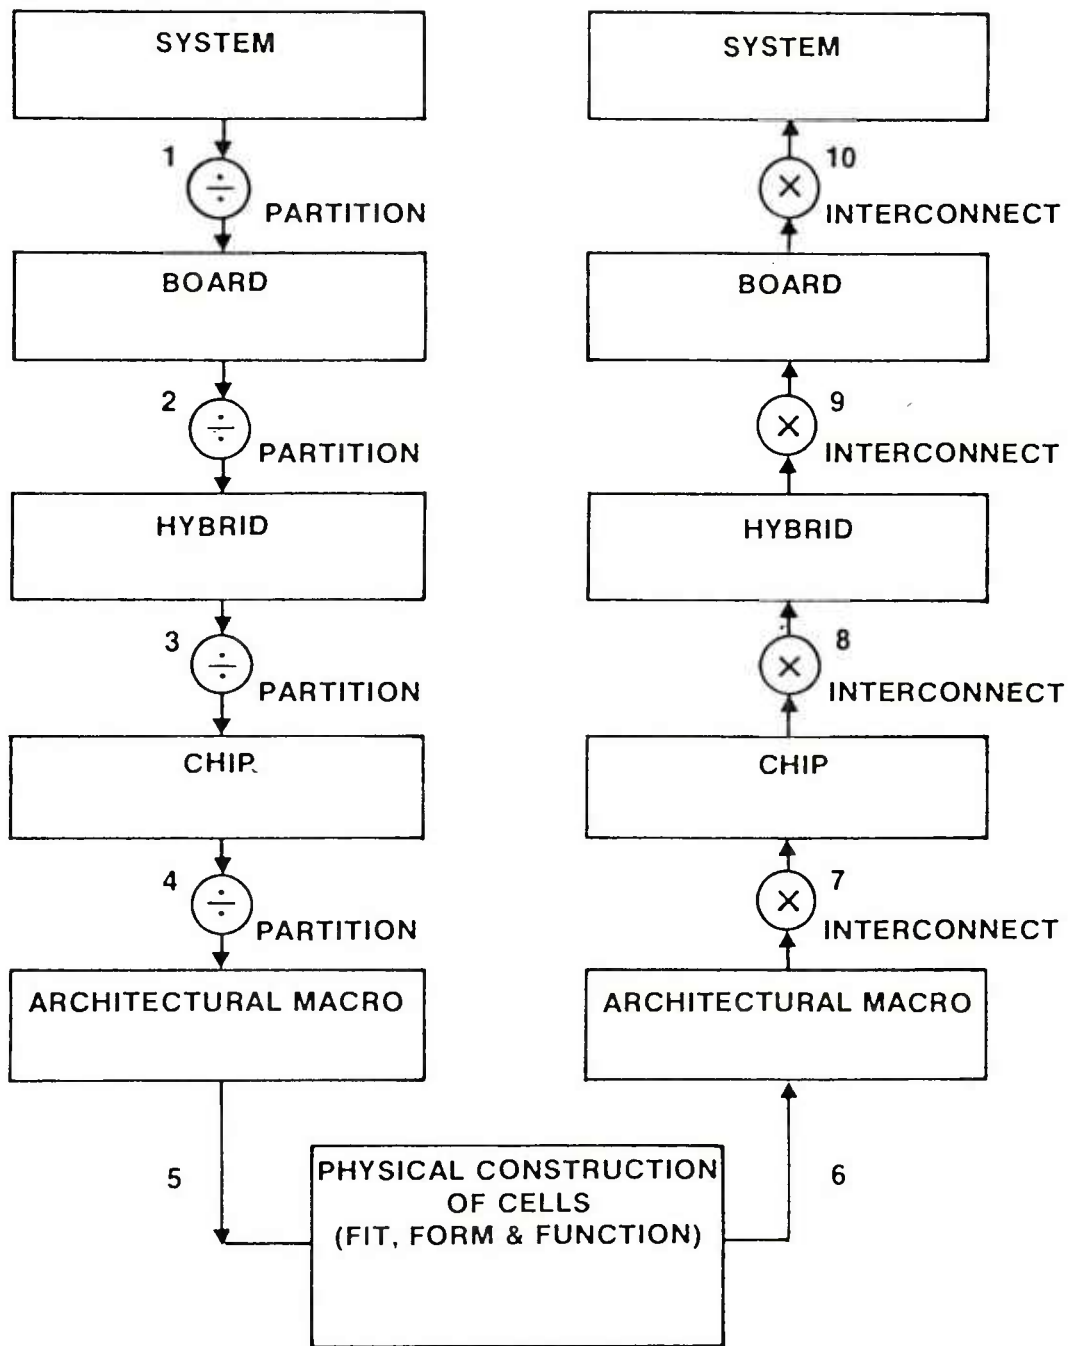 SYSTEM
1
÷
PARTITION
BOARD
2
÷
PARTITION
HYBRID
3
÷
PARTITION
CHIP
4
÷
PARTITION
ARCHITECTURAL MACRO
5
PHYSICAL CONSTRUCTION
OF CELLS
(FIT, FORM & FUNCTION)
6
ARCHITECTURAL MACRO
7
×
INTERCONNECT
CHIP
8
×
INTERCONNECT
HYBRID
9
×
INTERCONNECT
BOARD
10
×
INTERCONNECT
SYSTEM